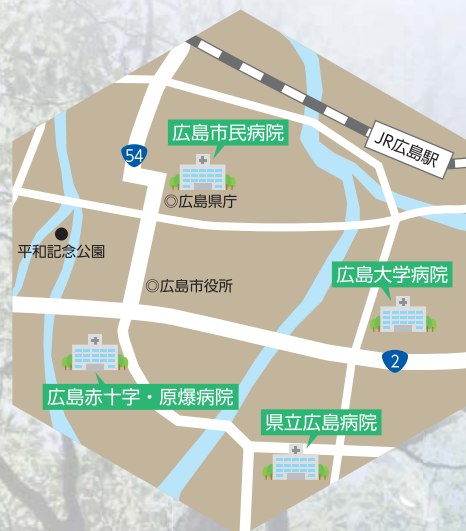 広島市民病院
JR広島駅
54
◎広島県庁
平和記念公園
広島大学病院
◎広島市役所
2
広島赤十字・原爆病院
県立広島病院